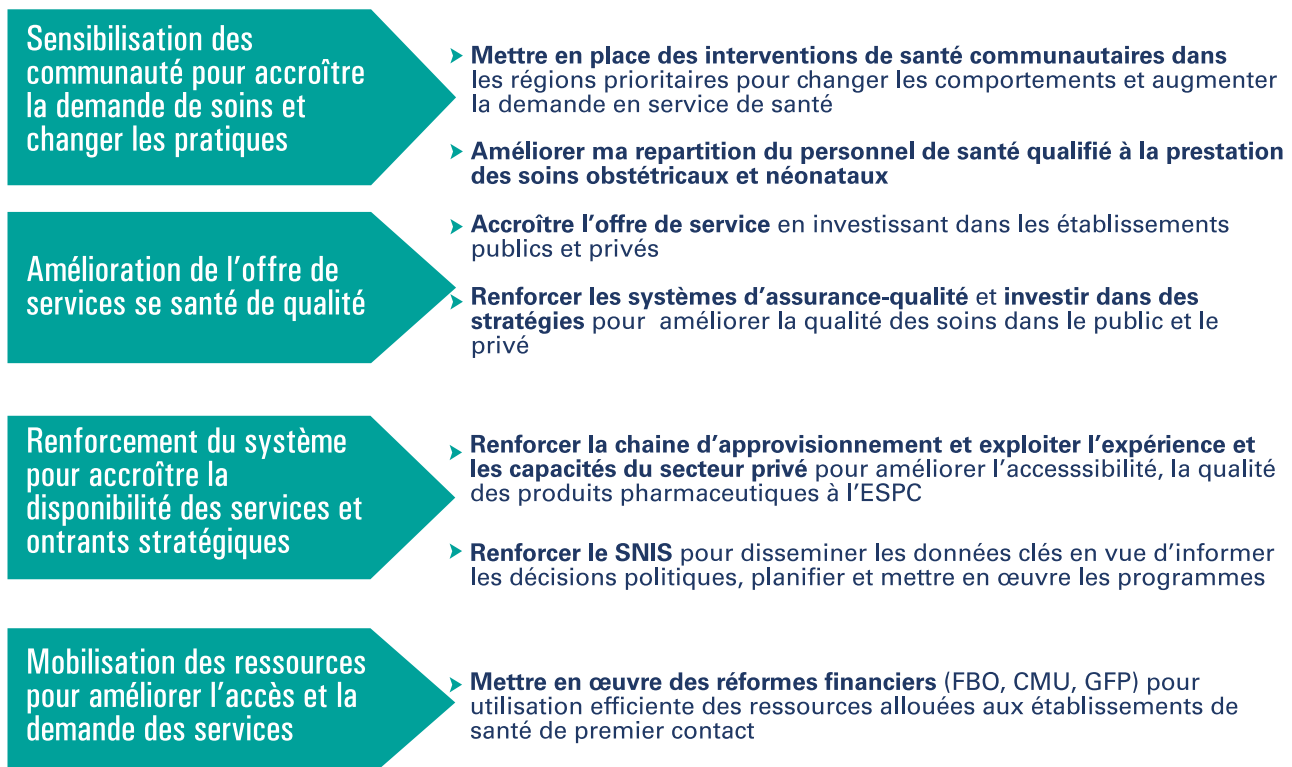 Sensibilisation des
communauté pour accroître
la demande de soins et
changer les pratiques
Mettre en place des interventions de santé communautaires dans
les régions prioritaires pour changer les comportements et augmenter
la demande en service de santé
Améliorer ma repartition du personnel de santé qualifié à la prestation
des soins obstétricaux et néonataux
Amélioration de l'offre de
services se santé de qualité
Accroître l'offre de service en investissant dans les établissements
publics et privés
Renforcer les systèmes d'assurance-qualité et investir dans des
stratégies pour  améliorer la qualité des soins dans le public et le
privé
Renforcement du système
pour accroître la
disponibilité des services et
ontrants stratégiques
Renforcer la chaine d'approvisionnement et exploiter l'expérience et
les capacités du secteur privé pour améliorer l'accesssibilité, la qualité
des produits pharmaceutiques à l'ESPC
Renforcer le SNIS pour disseminer les données clés en vue d'informer
les décisions politiques, planifier et mettre en œuvre les programmes
Mobilisation des ressources
pour améliorer l'accès et la
demande des services
Mettre en œuvre des réformes financiers (FBO, CMU, GFP) pour
utilisation efficiente des ressources allouées aux établissements de
santé de premier contact